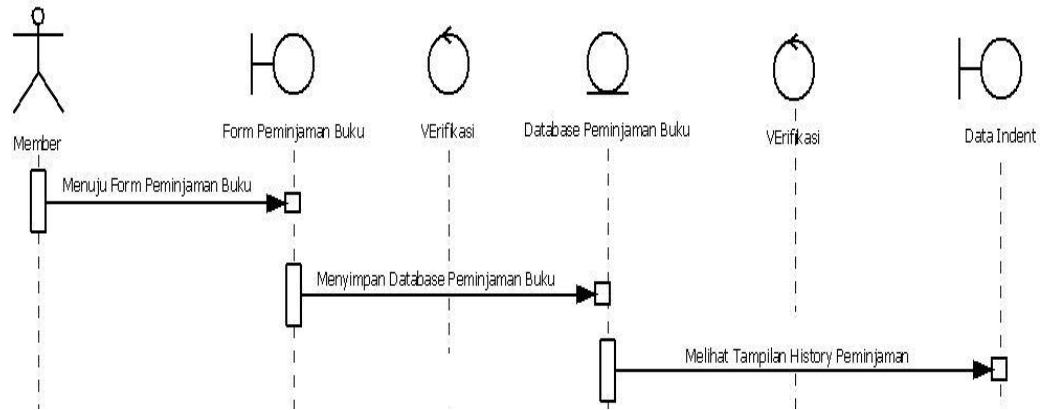 Member
Form Peminjaman Buku
VErifikasi
Database Peminjaman Buku
VErifikasi
Data Indent
Menuju Form Peminjaman Buku
Menyimpan Database Peminjaman Buku
Melihat Tampilan History Peminjaman